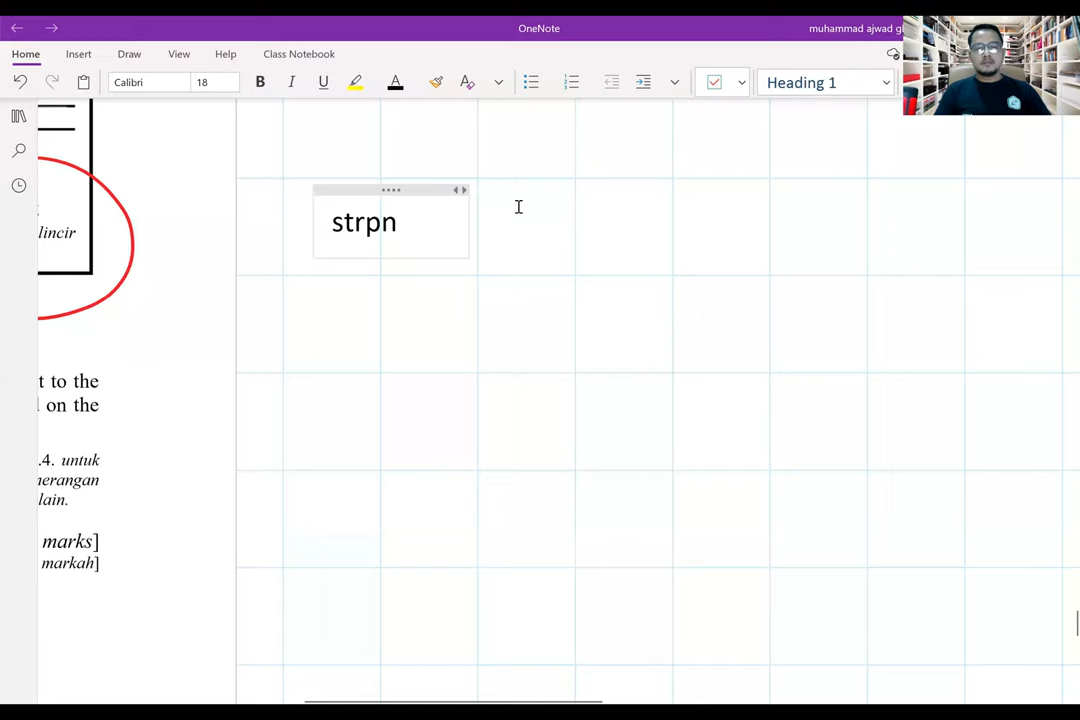 OneNote
muhammad ajwad g
Home Insert Draw View Help Class Notebook
Calibri 18 B I U A A Heading 1
lincir
strpn
t to the
on the
.4. untuk
nerangan
lain.
marks]
markah]